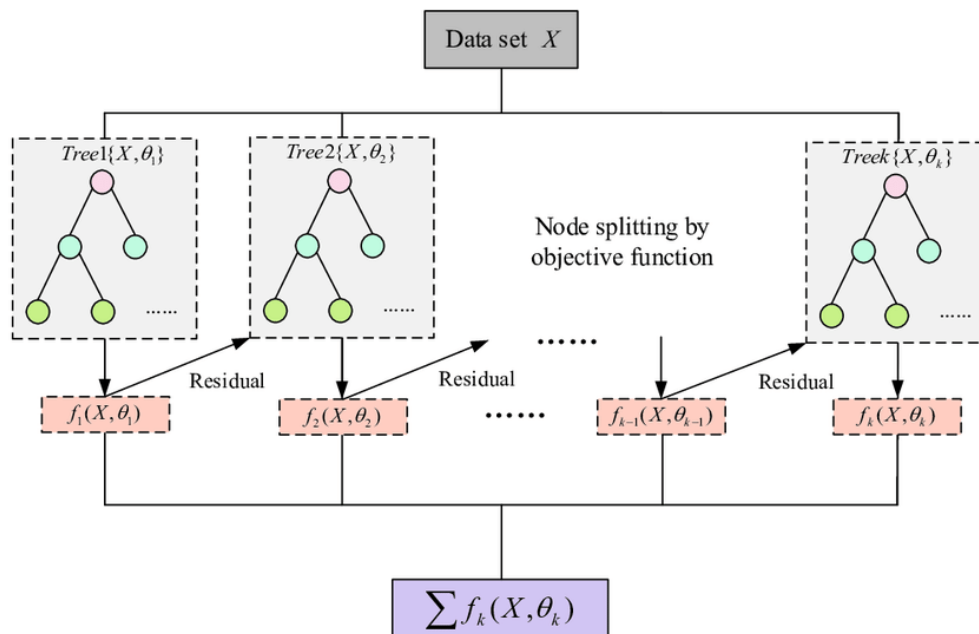 Data set X
Tree1{X,θ₁}
Tree2{X,θ₂}
Treek{X,θₖ}
Node splitting by
objective function
......
......
......
......
Residual
Residual
Residual
f₁(X,θ₁)
f₂(X,θ₂)
......
fₖ₋₁(X,θₖ₋₁)
fₖ(X,θₖ)
∑fₖ(X,θₖ)